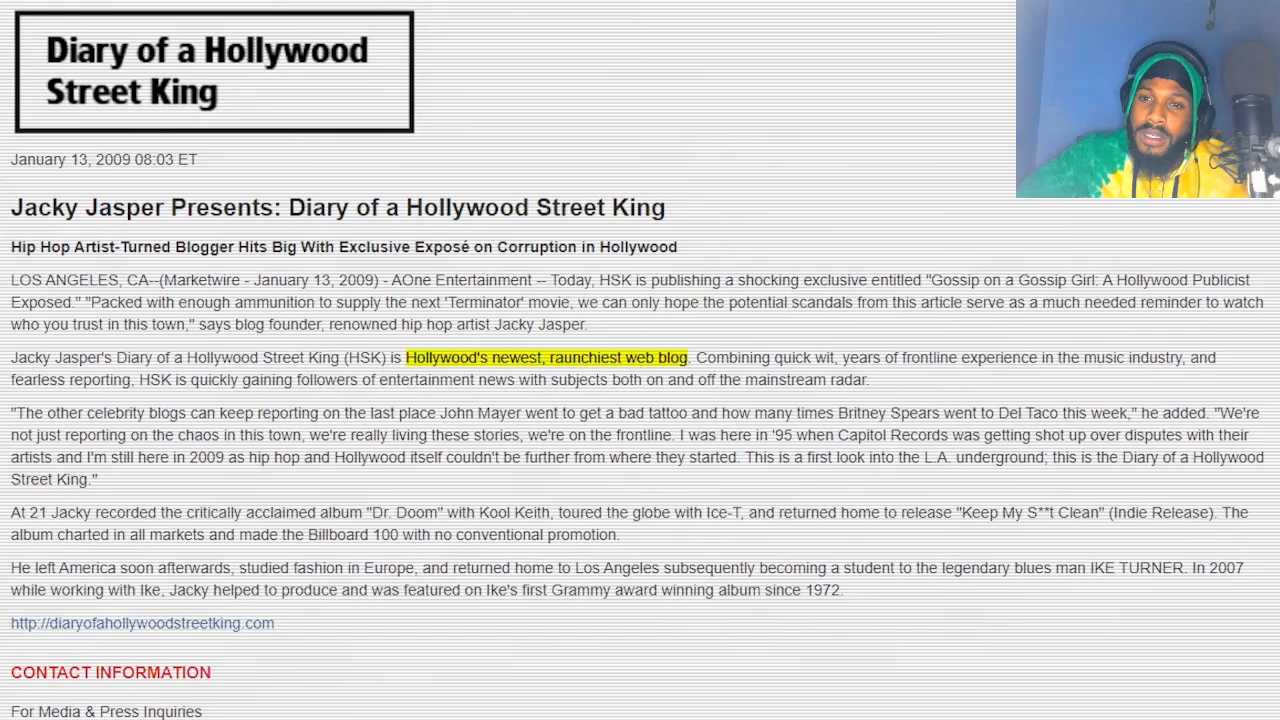 Diary of a Hollywood
Street King
January 13, 2009 08:03 ET
Jacky Jasper Presents: Diary of a Hollywood Street King
Hip Hop Artist-Turned Blogger Hits Big With Exclusive Exposé on Corruption in Hollywood
LOS ANGELES, CA--(Marketwire - January 13, 2009) - AOne Entertainment -- Today, HSK is publishing a shocking exclusive entitled "Gossip on a Gossip Girl: A Hollywood Publicist
Exposed." "Packed with enough ammunition to supply the next 'Terminator' movie, we can only hope the potential scandals from this article serve as a much needed reminder to watch
who you trust in this town," says blog founder, renowned hip hop artist Jacky Jasper.
Jacky Jasper's Diary of a Hollywood Street King (HSK) is Hollywood's newest, raunchiest web blog. Combining quick wit, years of frontline experience in the music industry, and
fearless reporting, HSK is quickly gaining followers of entertainment news with subjects both on and off the mainstream radar.
"The other celebrity blogs can keep reporting on the last place John Mayer went to get a bad tattoo and how many times Britney Spears went to Del Taco this week," he added. "We're
not just reporting on the chaos in this town, we're really living these stories, we're on the frontline. I was here in '95 when Capitol Records was getting shot up over disputes with their
artists and I'm still here in 2009 as hip hop and Hollywood itself couldn't be further from where they started. This is a first look into the L.A. underground; this is the Diary of a Hollywood
Street King."
At 21 Jacky recorded the critically acclaimed album "Dr. Doom" with Kool Keith, toured the globe with Ice-T, and returned home to release "Keep My S**t Clean" (Indie Release). The
album charted in all markets and made the Billboard 100 with no conventional promotion.
He left America soon afterwards, studied fashion in Europe, and returned home to Los Angeles subsequently becoming a student to the legendary blues man IKE TURNER. In 2007
while working with Ike, Jacky helped to produce and was featured on Ike's first Grammy award winning album since 1972.
http://diaryofahollywoodstreetking.com
CONTACT INFORMATION
For Media & Press Inquiries